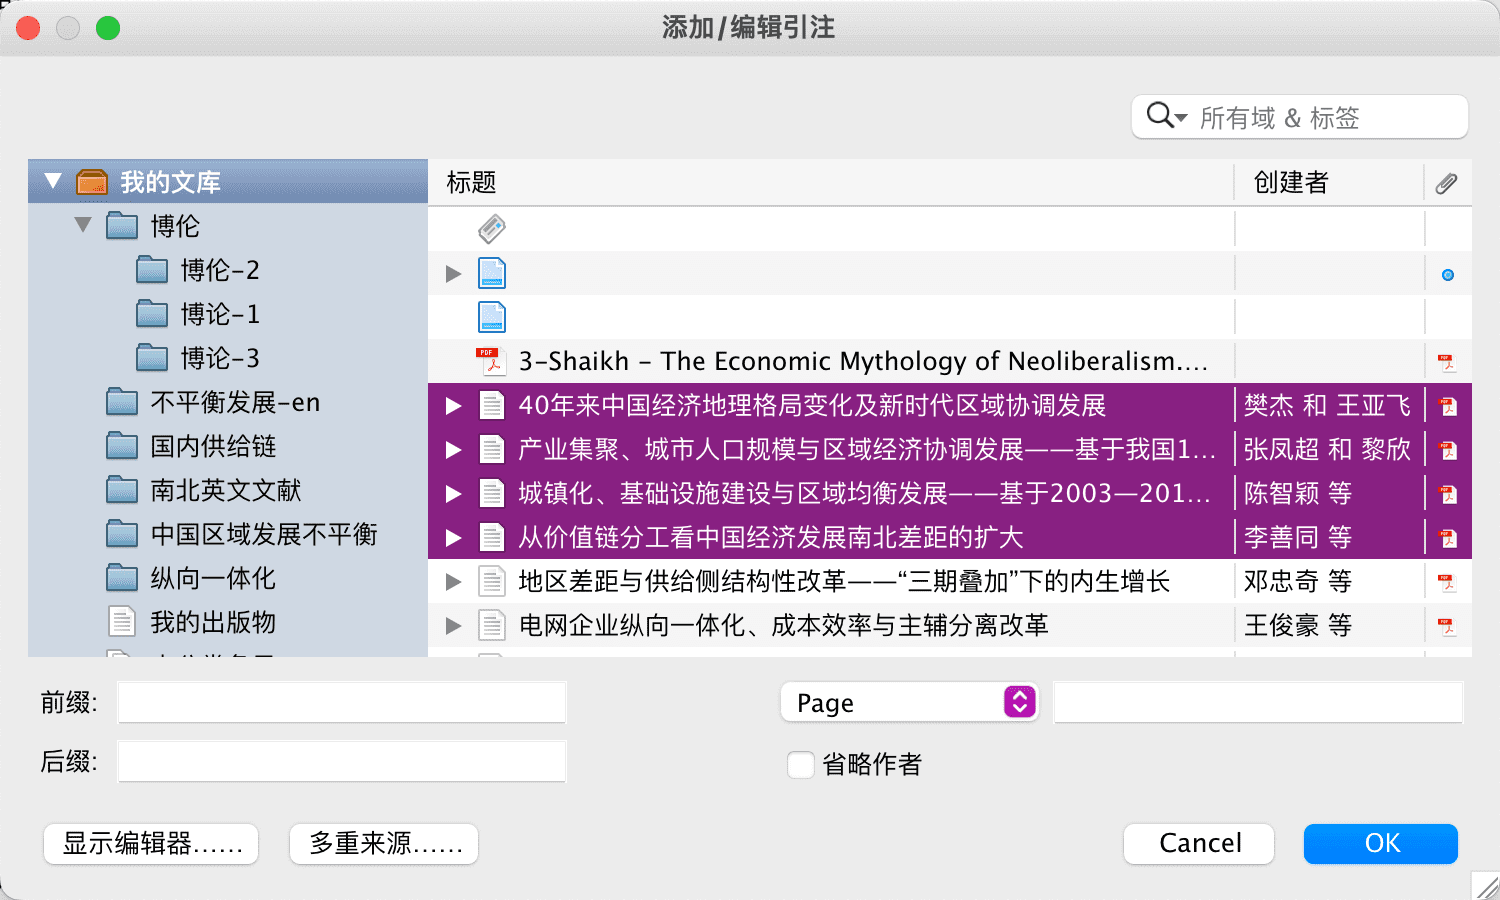 添加/编辑引注
所有域 & 标签
我的文库
博伦
博伦-2
博论-1
博论-3
不平衡发展-en
国内供给链
南北英文文献
中国区域发展不平衡
纵向一体化
我的出版物
标题
创建者
3-Shaikh - The Economic Mythology of Neoliberalism....
40年来中国经济地理格局变化及新时代区域协调发展
樊杰 和 王亚飞
产业集聚、城市人口规模与区域经济协调发展——基于我国1...
张凤超 和 黎欣
城镇化、基础设施建设与区域均衡发展——基于2003—201...
陈智颖 等
从价值链分工看中国经济发展南北差距的扩大
李善同 等
地区差距与供给侧结构性改革——“三期叠加”下的内生增长
邓忠奇 等
电网企业纵向一体化、成本效率与主辅分离改革
王俊豪 等
前缀:
Page
后缀:
省略作者
显示编辑器......
多重来源......
Cancel
OK